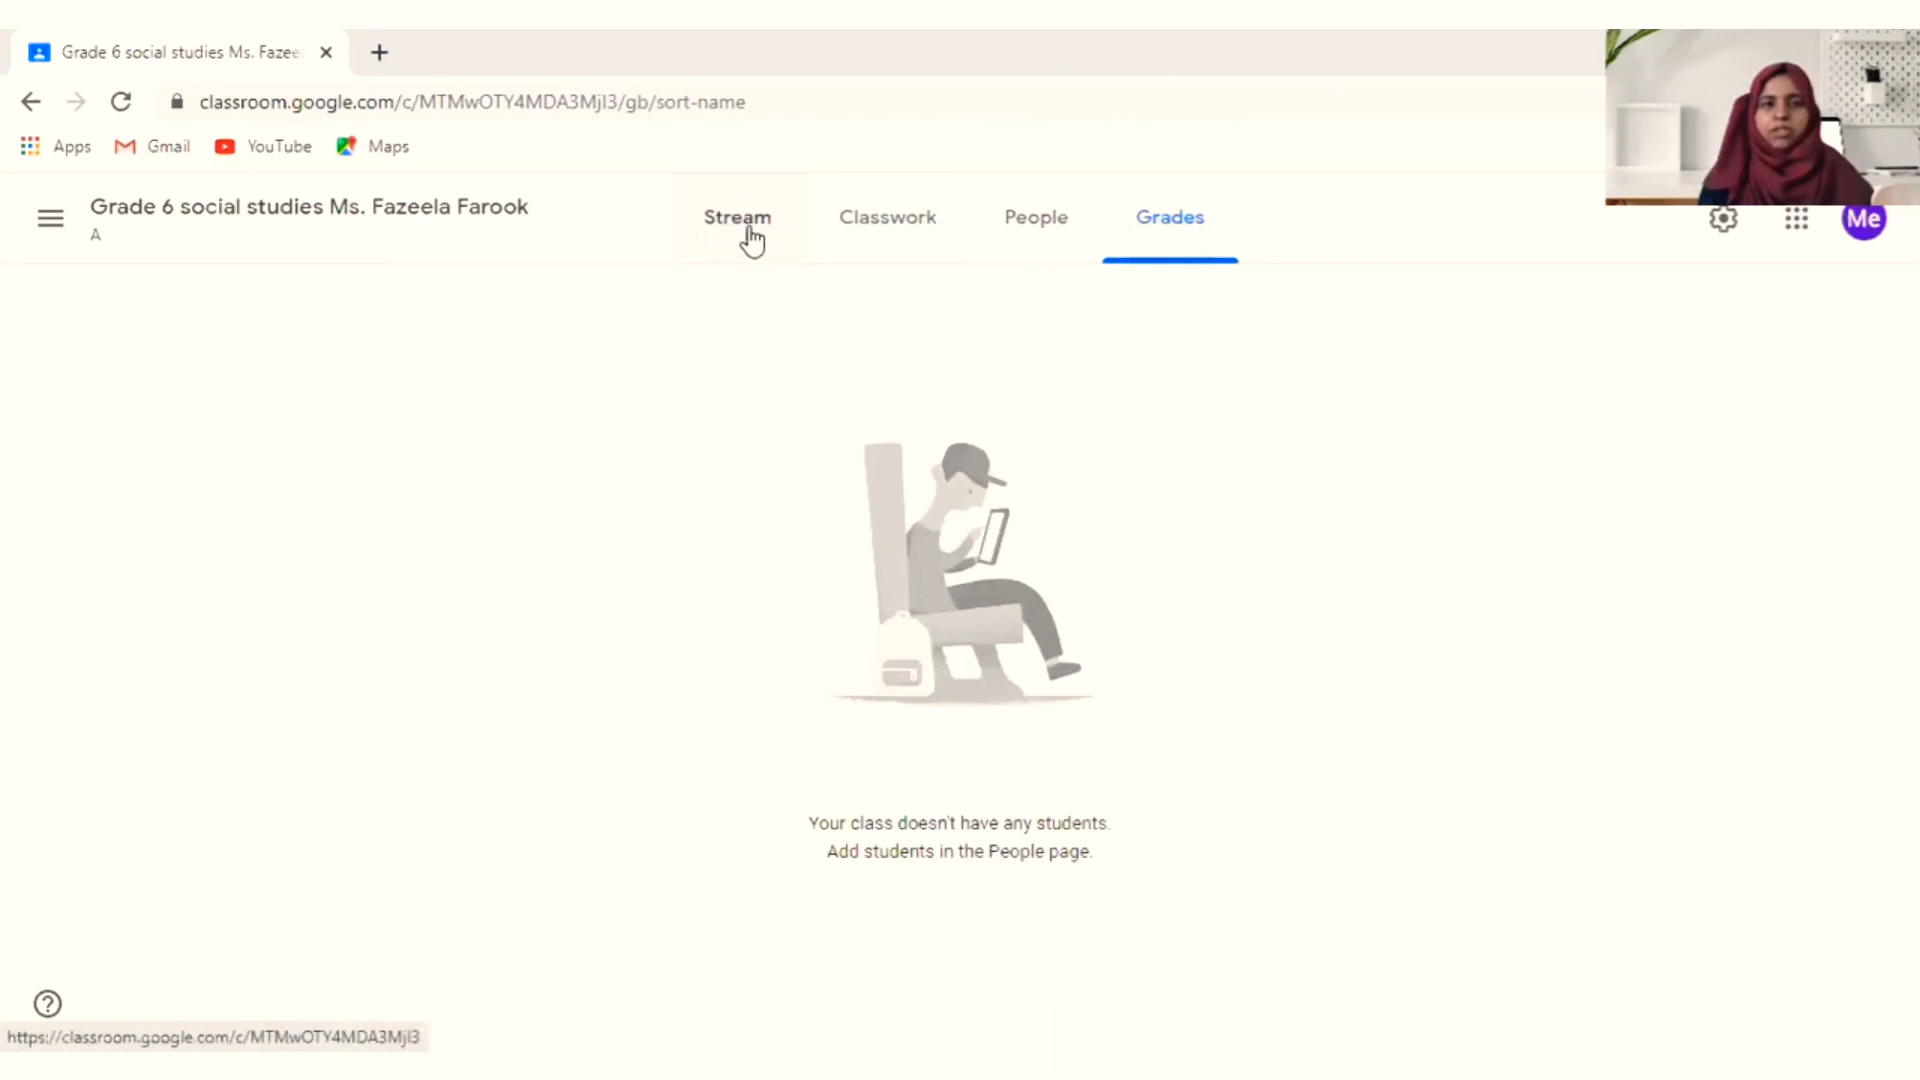 Grade 6 social studies Ms. Fazee
classroom.google.com/c/MTMwOTY4MDA3MjI3/gb/sort-name
Apps Gmail YouTube Maps
Grade 6 social studies Ms. Fazeela Farook
A
Stream Classwork People Grades
Me
Your class doesn't have any students.
Add students in the People page.
https://classroom.google.com/c/MTMwOTY4MDA3MjI3